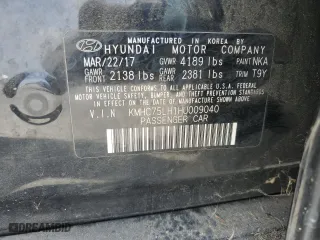 MANUFACTURED IN KOREA BY
HYUNDAI MOTOR COMPANY
MAR/22/17 GVWR 4189 lbs PAINT NKA
GAWR FRONT 2138 lbs GAWR REAR 2381 lbs TRIM T9Y
THIS VEHICLE CONFORMS TO ALL APPLICABLE U.S.A. FEDERAL
MOTOR VEHICLE SAFETY, BUMPER, AND THEFT PREVENTION
STANDARDS IN EFFECT ON THE DATE OF MANUFACTURE SHOWN ABOVE.
V.I.N KMHC75LH1HU009040
PASSENGER CAR